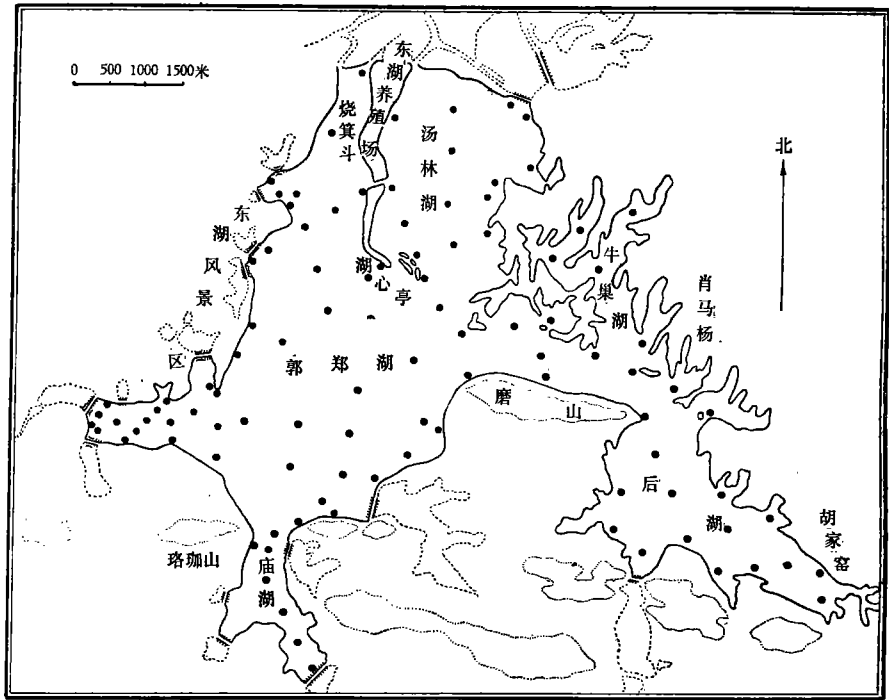 0 500 1000 1500米
东湖养殖场
烧箕斗
汤林湖
北
东湖风景区
湖心亭
牛巢湖
肖马杨
郭郑湖
磨山
后湖
胡家窑
珞珈山
庙湖